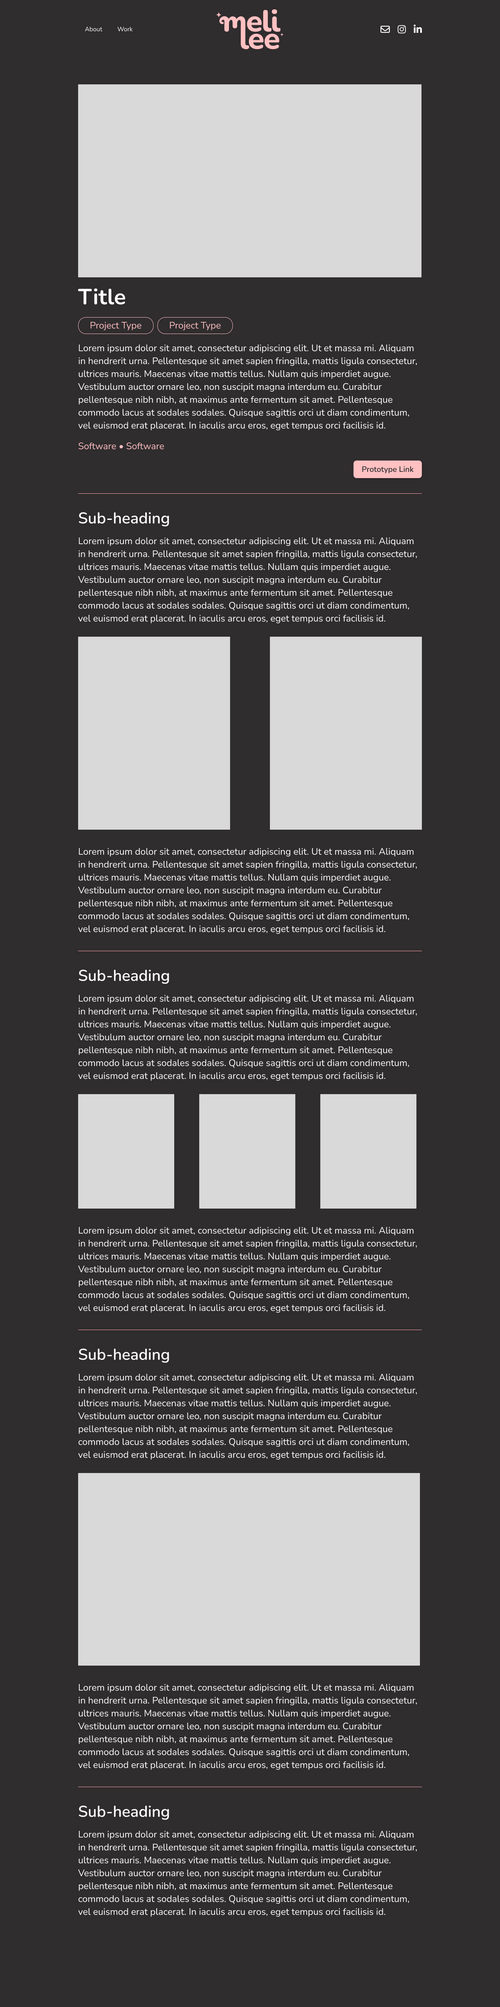 About
Work
meli
lee
Title
Project Type
Project Type
Lorem ipsum dolor sit amet, consectetur adipiscing elit. Ut et massa mi. Aliquam
in hendrerit urna. Pellentesque sit amet sapien fringilla, mattis ligula consectetur,
ultrices mauris. Maecenas vitae mattis tellus. Nullam quis imperdiet augue.
Vestibulum auctor ornare leo, non suscipit magna interdum eu. Curabitur
pellentesque nibh nibh, at maximus ante fermentum sit amet. Pellentesque
commodo lacus at sodales sodales. Quisque sagittis orci ut diam condimentum,
vel euismod erat placerat. In iaculis arcu eros, eget tempus orci facilisis id.
Software • Software
Prototype Link
Sub-heading
Lorem ipsum dolor sit amet, consectetur adipiscing elit. Ut et massa mi. Aliquam
in hendrerit urna. Pellentesque sit amet sapien fringilla, mattis ligula consectetur,
ultrices mauris. Maecenas vitae mattis tellus. Nullam quis imperdiet augue.
Vestibulum auctor ornare leo, non suscipit magna interdum eu. Curabitur
pellentesque nibh nibh, at maximus ante fermentum sit amet. Pellentesque
commodo lacus at sodales sodales. Quisque sagittis orci ut diam condimentum,
vel euismod erat placerat. In iaculis arcu eros, eget tempus orci facilisis id.
Lorem ipsum dolor sit amet, consectetur adipiscing elit. Ut et massa mi. Aliquam
in hendrerit urna. Pellentesque sit amet sapien fringilla, mattis ligula consectetur,
ultrices mauris. Maecenas vitae mattis tellus. Nullam quis imperdiet augue.
Vestibulum auctor ornare leo, non suscipit magna interdum eu. Curabitur
pellentesque nibh nibh, at maximus ante fermentum sit amet. Pellentesque
commodo lacus at sodales sodales. Quisque sagittis orci ut diam condimentum,
vel euismod erat placerat. In iaculis arcu eros, eget tempus orci facilisis id.
Sub-heading
Lorem ipsum dolor sit amet, consectetur adipiscing elit. Ut et massa mi. Aliquam
in hendrerit urna. Pellentesque sit amet sapien fringilla, mattis ligula consectetur,
ultrices mauris. Maecenas vitae mattis tellus. Nullam quis imperdiet augue.
Vestibulum auctor ornare leo, non suscipit magna interdum eu. Curabitur
pellentesque nibh nibh, at maximus ante fermentum sit amet. Pellentesque
commodo lacus at sodales sodales. Quisque sagittis orci ut diam condimentum,
vel euismod erat placerat. In iaculis arcu eros, eget tempus orci facilisis id.
Lorem ipsum dolor sit amet, consectetur adipiscing elit. Ut et massa mi. Aliquam
in hendrerit urna. Pellentesque sit amet sapien fringilla, mattis ligula consectetur,
ultrices mauris. Maecenas vitae mattis tellus. Nullam quis imperdiet augue.
Vestibulum auctor ornare leo, non suscipit magna interdum eu. Curabitur
pellentesque nibh nibh, at maximus ante fermentum sit amet. Pellentesque
commodo lacus at sodales sodales. Quisque sagittis orci ut diam condimentum,
vel euismod erat placerat. In iaculis arcu eros, eget tempus orci facilisis id.
Sub-heading
Lorem ipsum dolor sit amet, consectetur adipiscing elit. Ut et massa mi. Aliquam
in hendrerit urna. Pellentesque sit amet sapien fringilla, mattis ligula consectetur,
ultrices mauris. Maecenas vitae mattis tellus. Nullam quis imperdiet augue.
Vestibulum auctor ornare leo, non suscipit magna interdum eu. Curabitur
pellentesque nibh nibh, at maximus ante fermentum sit amet. Pellentesque
commodo lacus at sodales sodales. Quisque sagittis orci ut diam condimentum,
vel euismod erat placerat. In iaculis arcu eros, eget tempus orci facilisis id.
Lorem ipsum dolor sit amet, consectetur adipiscing elit. Ut et massa mi. Aliquam
in hendrerit urna. Pellentesque sit amet sapien fringilla, mattis ligula consectetur,
ultrices mauris. Maecenas vitae mattis tellus. Nullam quis imperdiet augue.
Vestibulum auctor ornare leo, non suscipit magna interdum eu. Curabitur
pellentesque nibh nibh, at maximus ante fermentum sit amet. Pellentesque
commodo lacus at sodales sodales. Quisque sagittis orci ut diam condimentum,
vel euismod erat placerat. In iaculis arcu eros, eget tempus orci facilisis id.
Sub-heading
Lorem ipsum dolor sit amet, consectetur adipiscing elit. Ut et massa mi. Aliquam
in hendrerit urna. Pellentesque sit amet sapien fringilla, mattis ligula consectetur,
ultrices mauris. Maecenas vitae mattis tellus. Nullam quis imperdiet augue.
Vestibulum auctor ornare leo, non suscipit magna interdum eu. Curabitur
pellentesque nibh nibh, at maximus ante fermentum sit amet. Pellentesque
commodo lacus at sodales sodales. Quisque sagittis orci ut diam condimentum,
vel euismod erat placerat. In iaculis arcu eros, eget tempus orci facilisis id.